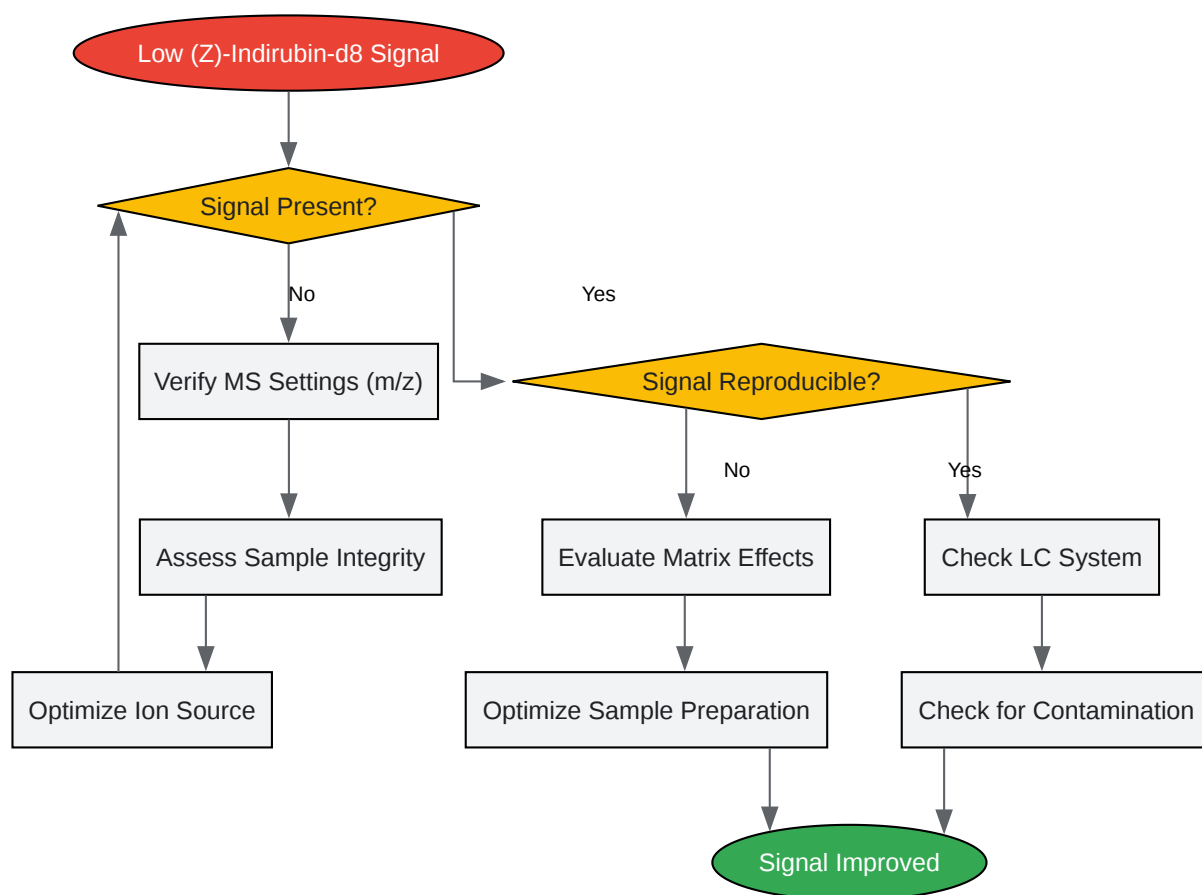 Low (Z)-Indirubin-d8 Signal
Signal Present?
No
Yes
Verify MS Settings (m/z)
Signal Reproducible?
No
Yes
Assess Sample Integrity
Evaluate Matrix Effects
Check LC System
Optimize Ion Source
Optimize Sample Preparation
Check for Contamination
Signal Improved